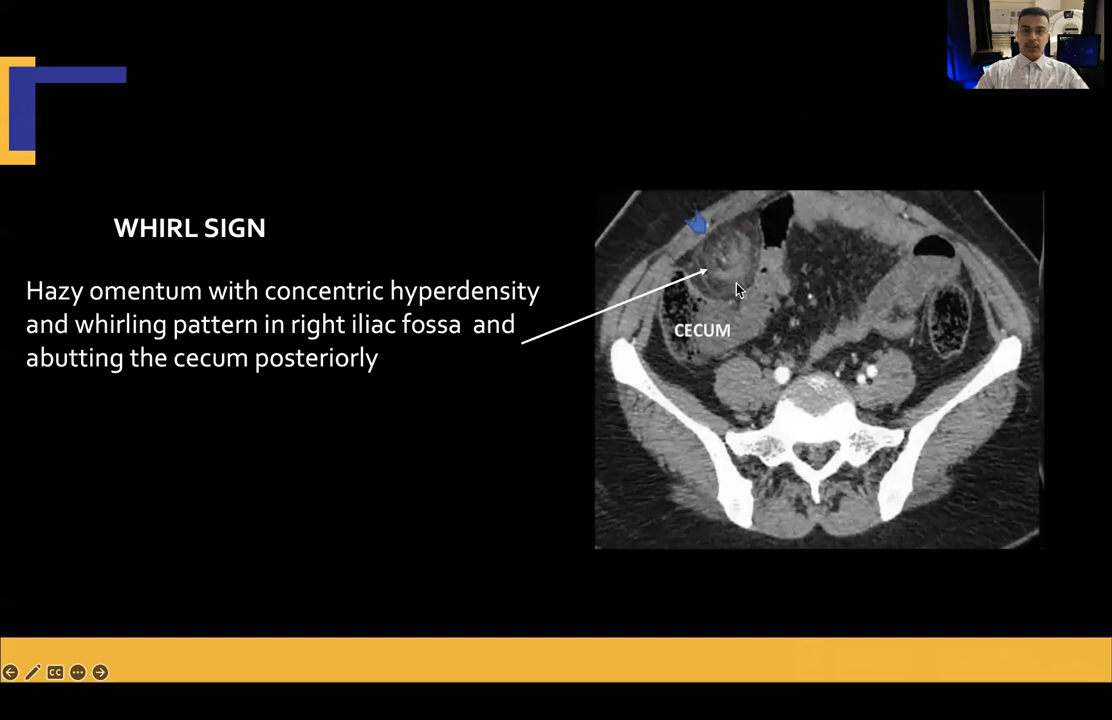 WHIRL SIGN
Hazy omentum with concentric hyperdensity
and whirling pattern in right iliac fossa and
abutting the cecum posteriorly
CECUM
CC